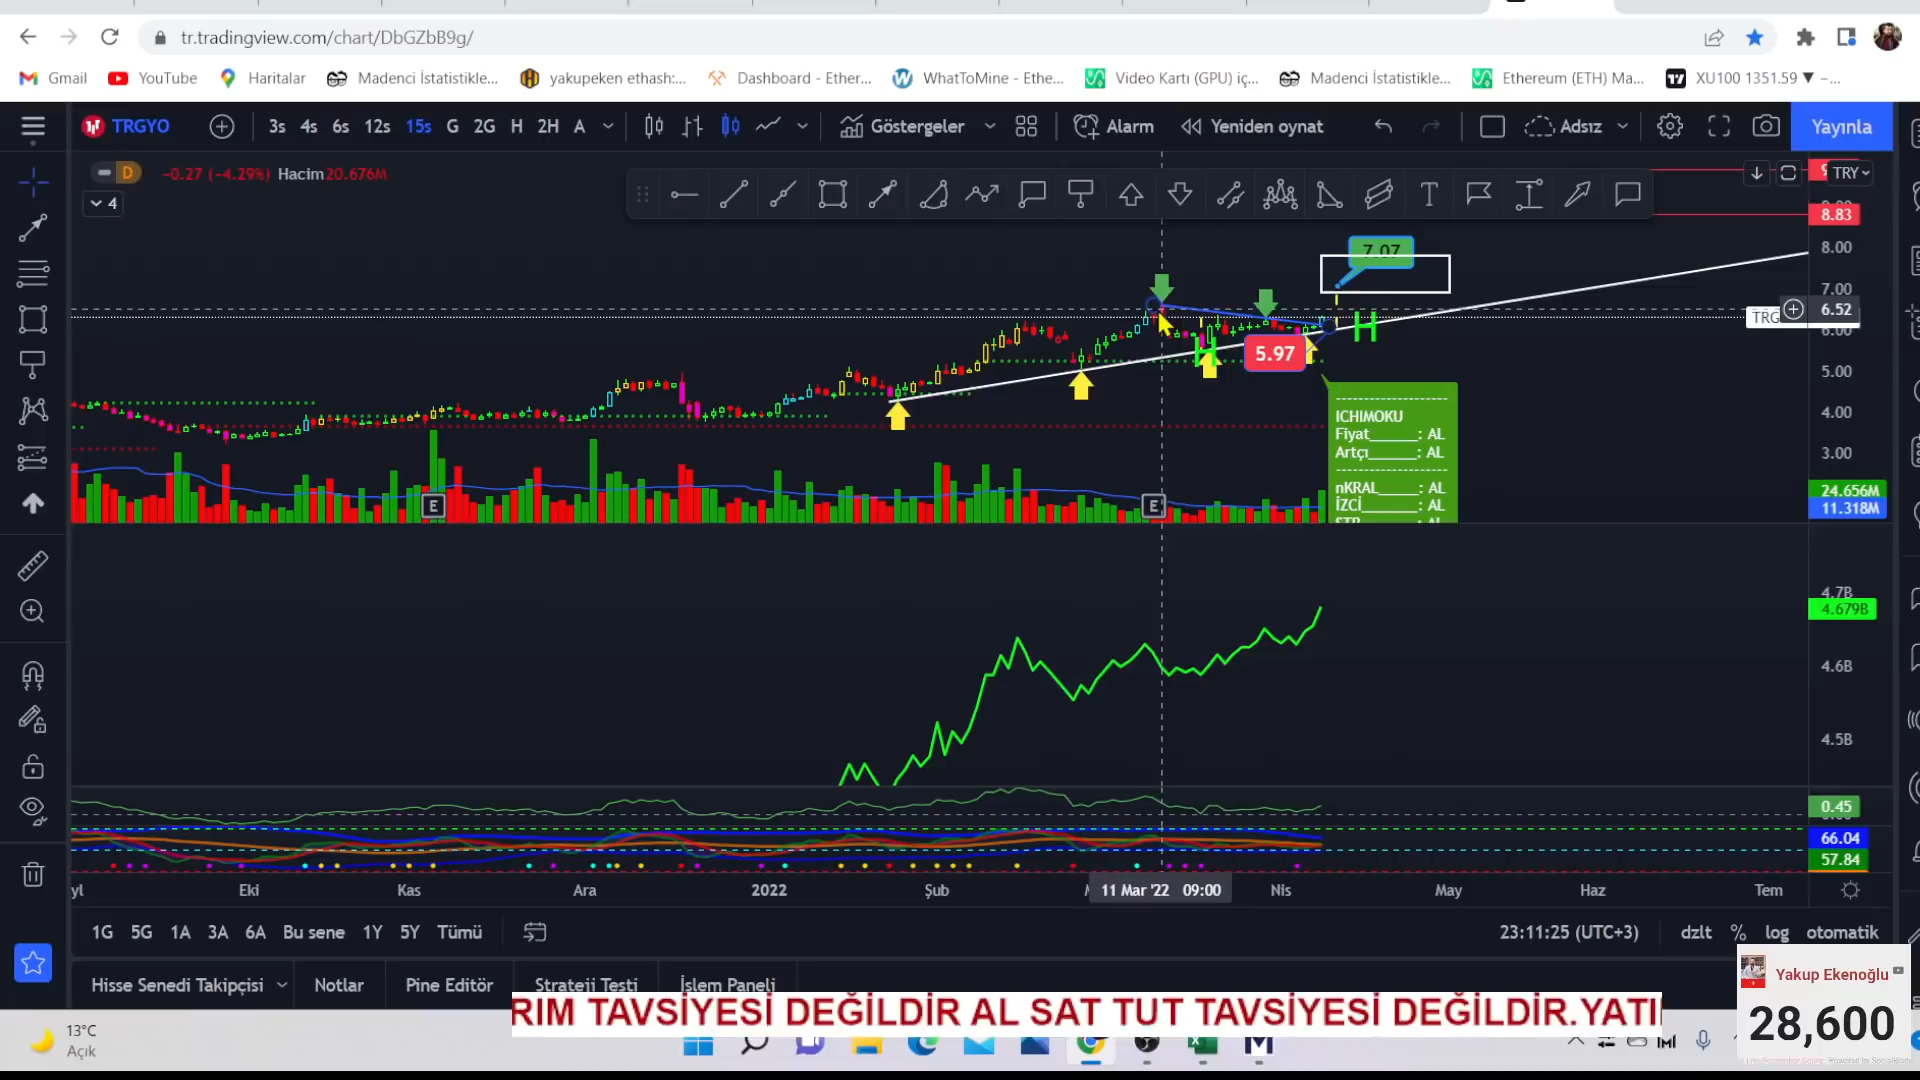 tr.tradingview.com/chart/DbGZbB9g/
Gmail YouTube Haritalar Madenci İstatistikle... yakupeken ethash:... Dashboard - Ether... WhatToMine - Ethe... Video Kartı (GPU) iç... Madenci İstatistikle... Ethereum (ETH) Ma... XU100 1351.59 ▼ –...
TRGYO 3s 4s 6s 12s 15s G 2G H 2H A Göstergeler Alarm Yeniden oynat Adsız Yayınla
D -0.27 (-4.29%) Hacim 20.676M
TRY
4
8.83
7.07
8.00
7.00
6.52
TRG
6.00
5.97
5.00
4.00
3.00
ICHIMOKU
Fiyat______: AL
Artçı______: AL
nKRAL_____: AL
İZCİ_______: AL
24.656M
11.318M
E E
4.7B
4.679B
4.6B
4.5B
0.45
66.04
57.84
Eki Kas Ara 2022 Şub 11 Mar '22 09:00 Nis May Haz Tem
1G 5G 1A 3A 6A Bu sene 1Y 5Y Tümü 23:11:25 (UTC+3) dzlt % log otomatik
Hisse Senedi Takipçisi Notlar Pine Editör Strateji Testi İşlem Paneli
Yakup Ekenoğlu
28,600
RIM TAVSİYESİ DEĞİLDİR AL SAT TUT TAVSİYESİ DEĞİLDİR.YATI
13°C
Açık